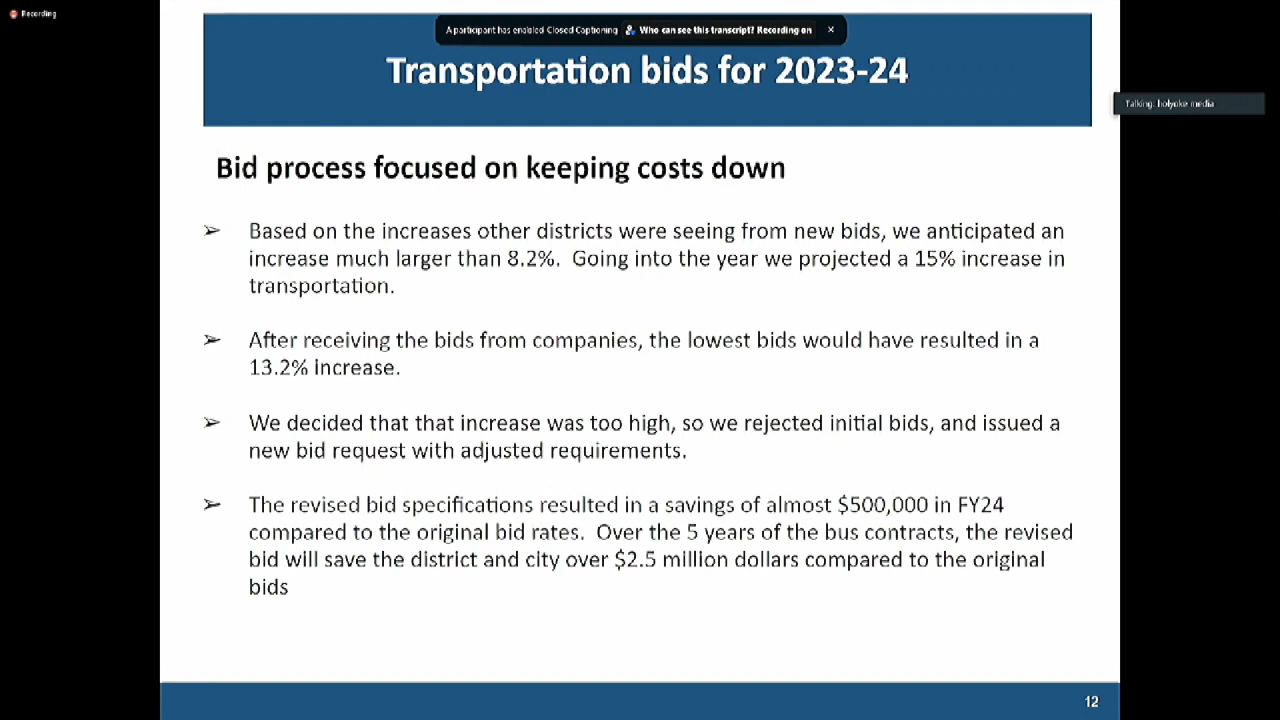 Recording
A participant has enabled Closed Captioning Who can see this transcript? Recording on ×
Transportation bids for 2023-24
Talking: holyoke media
Bid process focused on keeping costs down
➢ Based on the increases other districts were seeing from new bids, we anticipated an
increase much larger than 8.2%. Going into the year we projected a 15% increase in
transportation.
➢ After receiving the bids from companies, the lowest bids would have resulted in a
13.2% increase.
➢ We decided that that increase was too high, so we rejected initial bids, and issued a
new bid request with adjusted requirements.
➢ The revised bid specifications resulted in a savings of almost $500,000 in FY24
compared to the original bid rates. Over the 5 years of the bus contracts, the revised
bid will save the district and city over $2.5 million dollars compared to the original
bids
12